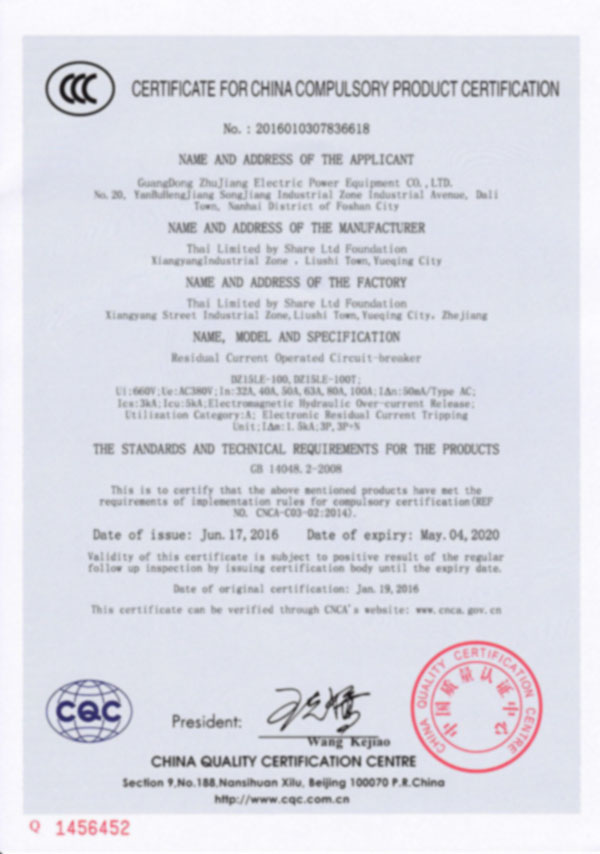 CCC
CERTIFICATE FOR CHINA COMPULSORY PRODUCT CERTIFICATION
No. : 2016010307836618
NAME AND ADDRESS OF THE APPLICANT
GuangDong ZhuJiang Electric Power Equipment CO.,LTD.
No.20, YanBuHengJiang SongJiang Industrial Zone Industrial Avenue, Dali
Town, Nanhai District of Foshan City
NAME AND ADDRESS OF THE MANUFACTURER
Thai Limited by Share Ltd Foundation
XiangyangIndustrial Zone , Liushi Town,Yueqing City
NAME AND ADDRESS OF THE FACTORY
Thai Limited by Share Ltd Foundation
Xiangyang Street Industrial Zone,Liushi Town,Yueqing City, Zhejiang
NAME, MODEL AND SPECIFICATION
Residual Current Operated Circuit-breaker
DZ15LE-100,DZ15LE-100T;
Ui:660V;Ue:AC380V;In:32A,40A,50A,63A,80A,100A;IΔn:50mA/Type AC;
Ics:3kA;Icu:5kA;Electromagnetic Hydraulic Over-current Release;
Utilization Category:A; Electronic Residual Current Tripping
Unit;IΔm:1.5kA;3P,3P+N
THE STANDARDS AND TECHNICAL REQUIREMENTS FOR THE PRODUCTS
GB 14048.2-2008
This is to certify that the above mentioned products have met the
requirements of implementation rules for compulsory certification(REF
NO. CNCA-C03-02:2014).
Date of issue: Jun.17,2016 Date of expiry: May.04,2020
Validity of this certificate is subject to positive result of the regular
follow up inspection by issuing certification body until the expiry date.
Date of original certification: Jan.19,2016
This certificate can be verified through CNCA's website: www.cnca.gov.cn
CQC
President:
Wang Kejiao
CHINA QUALITY CERTIFICATION CENTRE
中国质量认证中心
CHINA QUALITY CERTIFICATION CENTRE
Section 9,No.188,Nansihuan Xilu, Beijing 100070 P.R.China
http://www.cqc.com.cn
Q 1456452